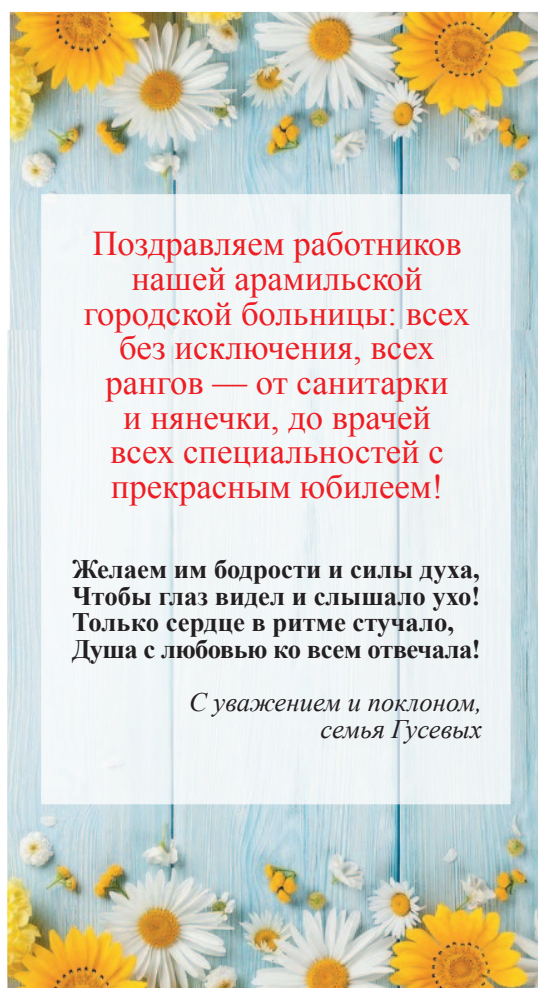 Поздравляем работников
нашей арамильской
городской больницы: всех
без исключения, всех
рангов — от санитарки
и нянечки, до врачей
всех специальностей с
прекрасным юбилеем!
Желаем им бодрости и силы духа,
Чтобы глаз видел и слышало ухо!
Только сердце в ритме стучало,
Душа с любовью ко всем отвечала!
С уважением и поклоном,
семья Гусевых